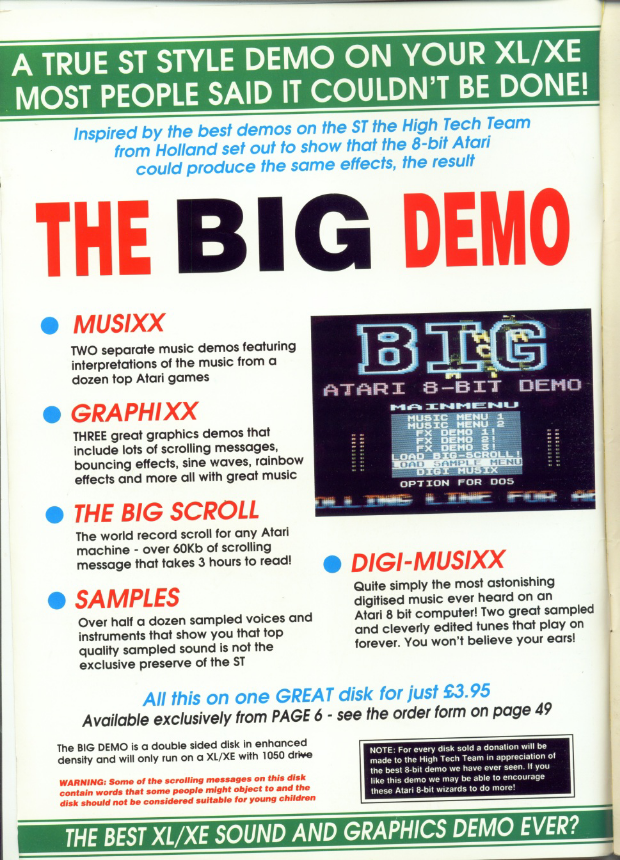 A TRUE ST STYLE DEMO ON YOUR XL/XE
MOST PEOPLE SAID IT COULDN'T BE DONE!
Inspired by the best demos on the ST the High Tech Team
from Holland set out to show that the 8-bit Atari
could produce the same effects, the result
THE BIG DEMO
MUSIXX
TWO separate music demos featuring
interpretations of the music from a
dozen top Atari games
GRAPHIXX
THREE great graphics demos that
include lots of scrolling messages,
bouncing effects, sine waves, rainbow
effects and more all with great music
THE BIG SCROLL
The world record scroll for any Atari
machine - over 60Kb of scrolling
message that takes 3 hours to read!
SAMPLES
Over half a dozen sampled voices and
instruments that show you that top
quality sampled sound is not the
exclusive preserve of the ST
BIG
ATARI 8-BIT DEMO
MAINMENU
MUSIC MENU 1
MUSIC MENU 2
FX DEMO 1!
FX DEMO 2!
FX DEMO 3!
LOAD BIG-SCROLL!
LOAD SAMPLE MENU
DIGI MUSIX
OPTION FOR DOS
OLLING LINE FOR
DIGI-MUSIXX
Quite simply the most astonishing
digitised music ever heard on an
Atari 8 bit computer! Two great sampled
and cleverly edited tunes that play on
forever. You won't believe your ears!
All this on one GREAT disk for just £3.95
Available exclusively from PAGE 6 - see the order form on page 49
The BIG DEMO is a double sided disk in enhanced
density and will only run on a XL/XE with 1050 drive
WARNING: Some of the scrolling messages on this disk
contain words that some people might object to and the
disk should not be considered suitable for young children
NOTE: For every disk sold a donation will be
made to the High Tech Team in appreciation of
the best 8-bit demo we have ever seen. If you
like this demo we may be able to encourage
these Atari 8-bit wizards to do more!
THE BEST XL/XE SOUND AND GRAPHICS DEMO EVER?